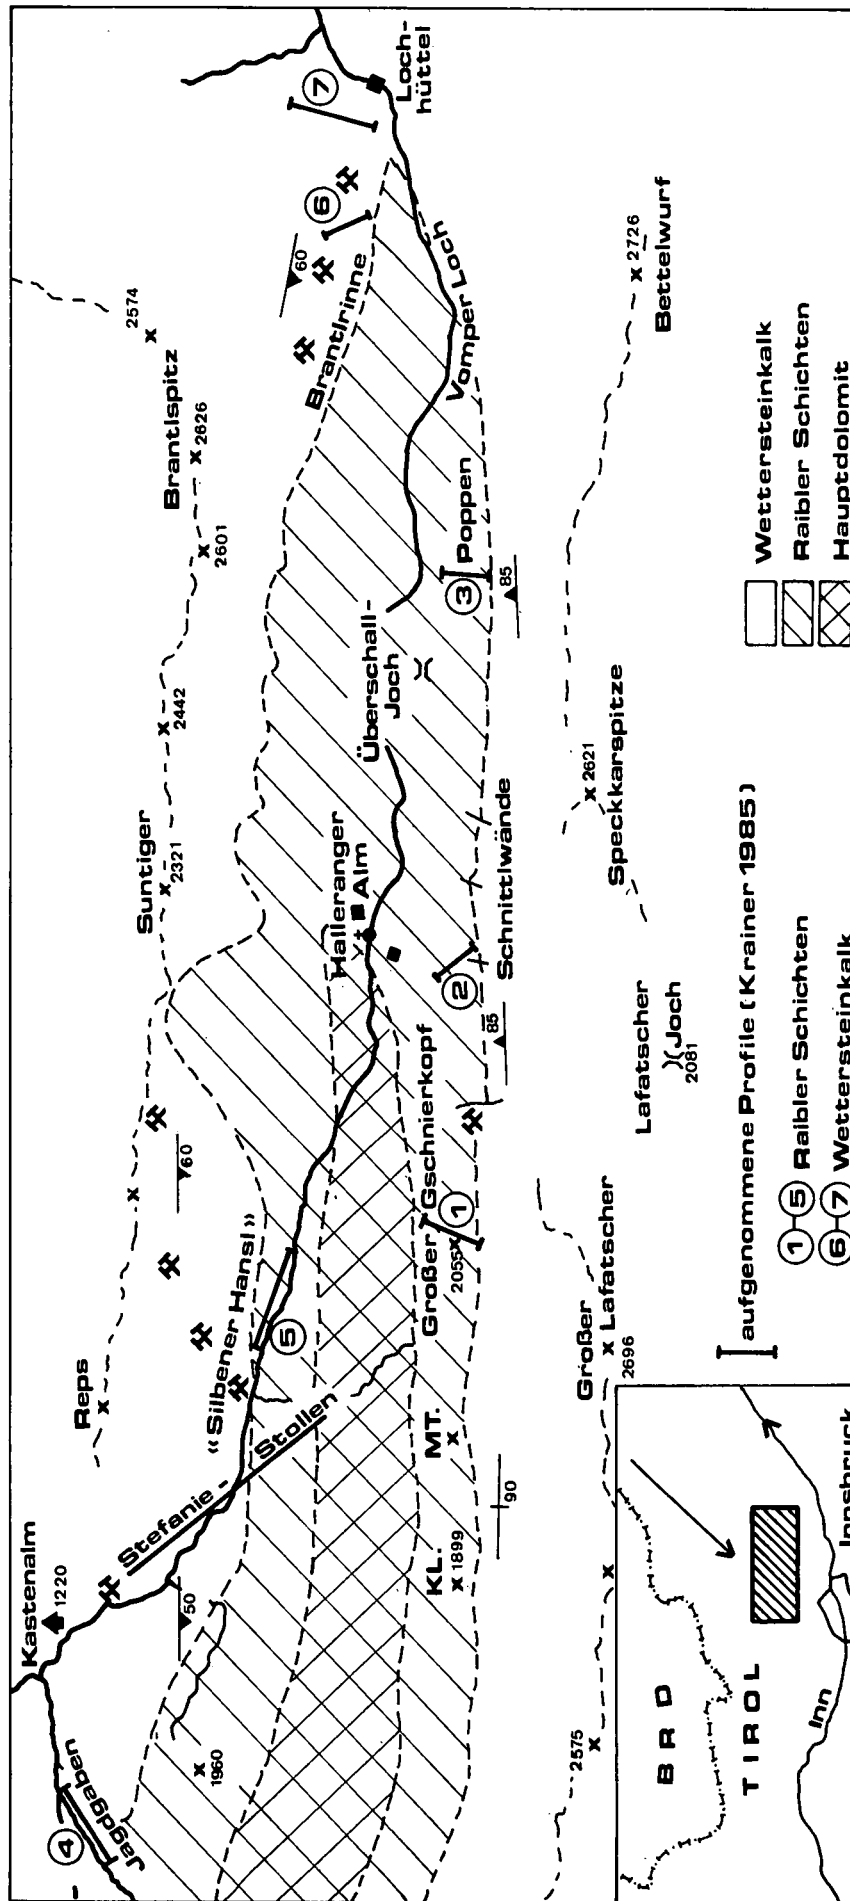 Kastenalm
1220
Jagdgaben
4
1960
50
Stefanie-
Stollen
Reps
«Silbener Hansl»
5
60
Suntiger
2321
2442
2601
Brantlspitz
2626
2574
Brantlrinne
60
6
7
Loch-
hüttel
Vomper Loch
Überschall-
Joch
Halleranger
Alm
3
Poppen
85
2
Schnittlwände
85
Großer Gschnierkopf
2055
1
MT.
KL.
1899
90
2575
Großer
Lafatscher
2696
Lafatscher
Joch
2081
Speckkarspitze
2621
Bettelwurf
2726
BRD
TIROL
Inn
Innsbruck
aufgenommene Profile (Krainer 1985)
1 5 Raibler Schichten
6 7 Wettersteinkalk
Wettersteinkalk
Raibler Schichten
Hauptdolomit